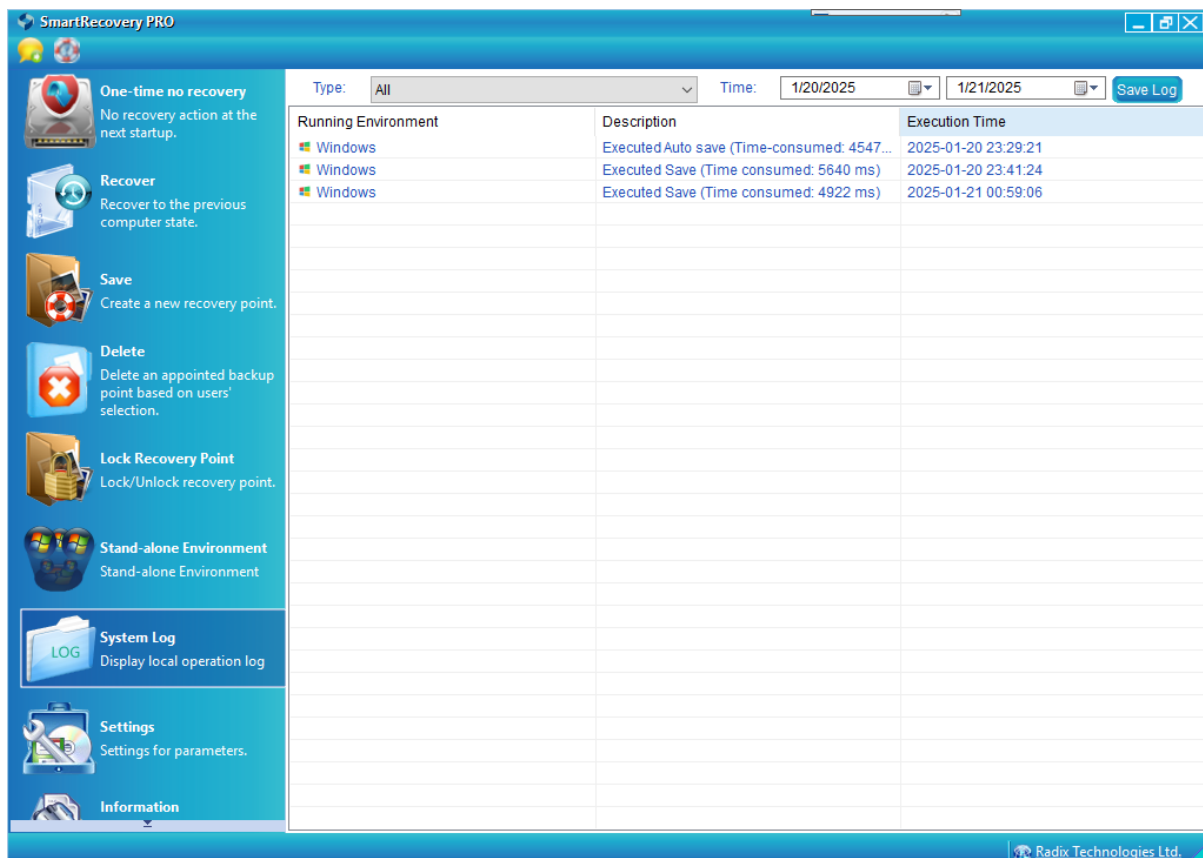 SmartRecovery PRO
One-time no recovery
No recovery action at the
next startup.
Recover
Recover to the previous
computer state.
Save
Create a new recovery point.
Delete
Delete an appointed backup
point based on users'
selection.
Lock Recovery Point
Lock/Unlock recovery point.
Stand-alone Environment
Stand-alone Environment
LOG
System Log
Display local operation log
Settings
Settings for parameters.
Information
Type: All Time: 1/20/2025 1/21/2025 Save Log
Running Environment Description Execution Time
Windows Executed Auto save (Time-consumed: 4547... 2025-01-20 23:29:21
Windows Executed Save (Time consumed: 5640 ms) 2025-01-20 23:41:24
Windows Executed Save (Time consumed: 4922 ms) 2025-01-21 00:59:06
Radix Technologies Ltd.